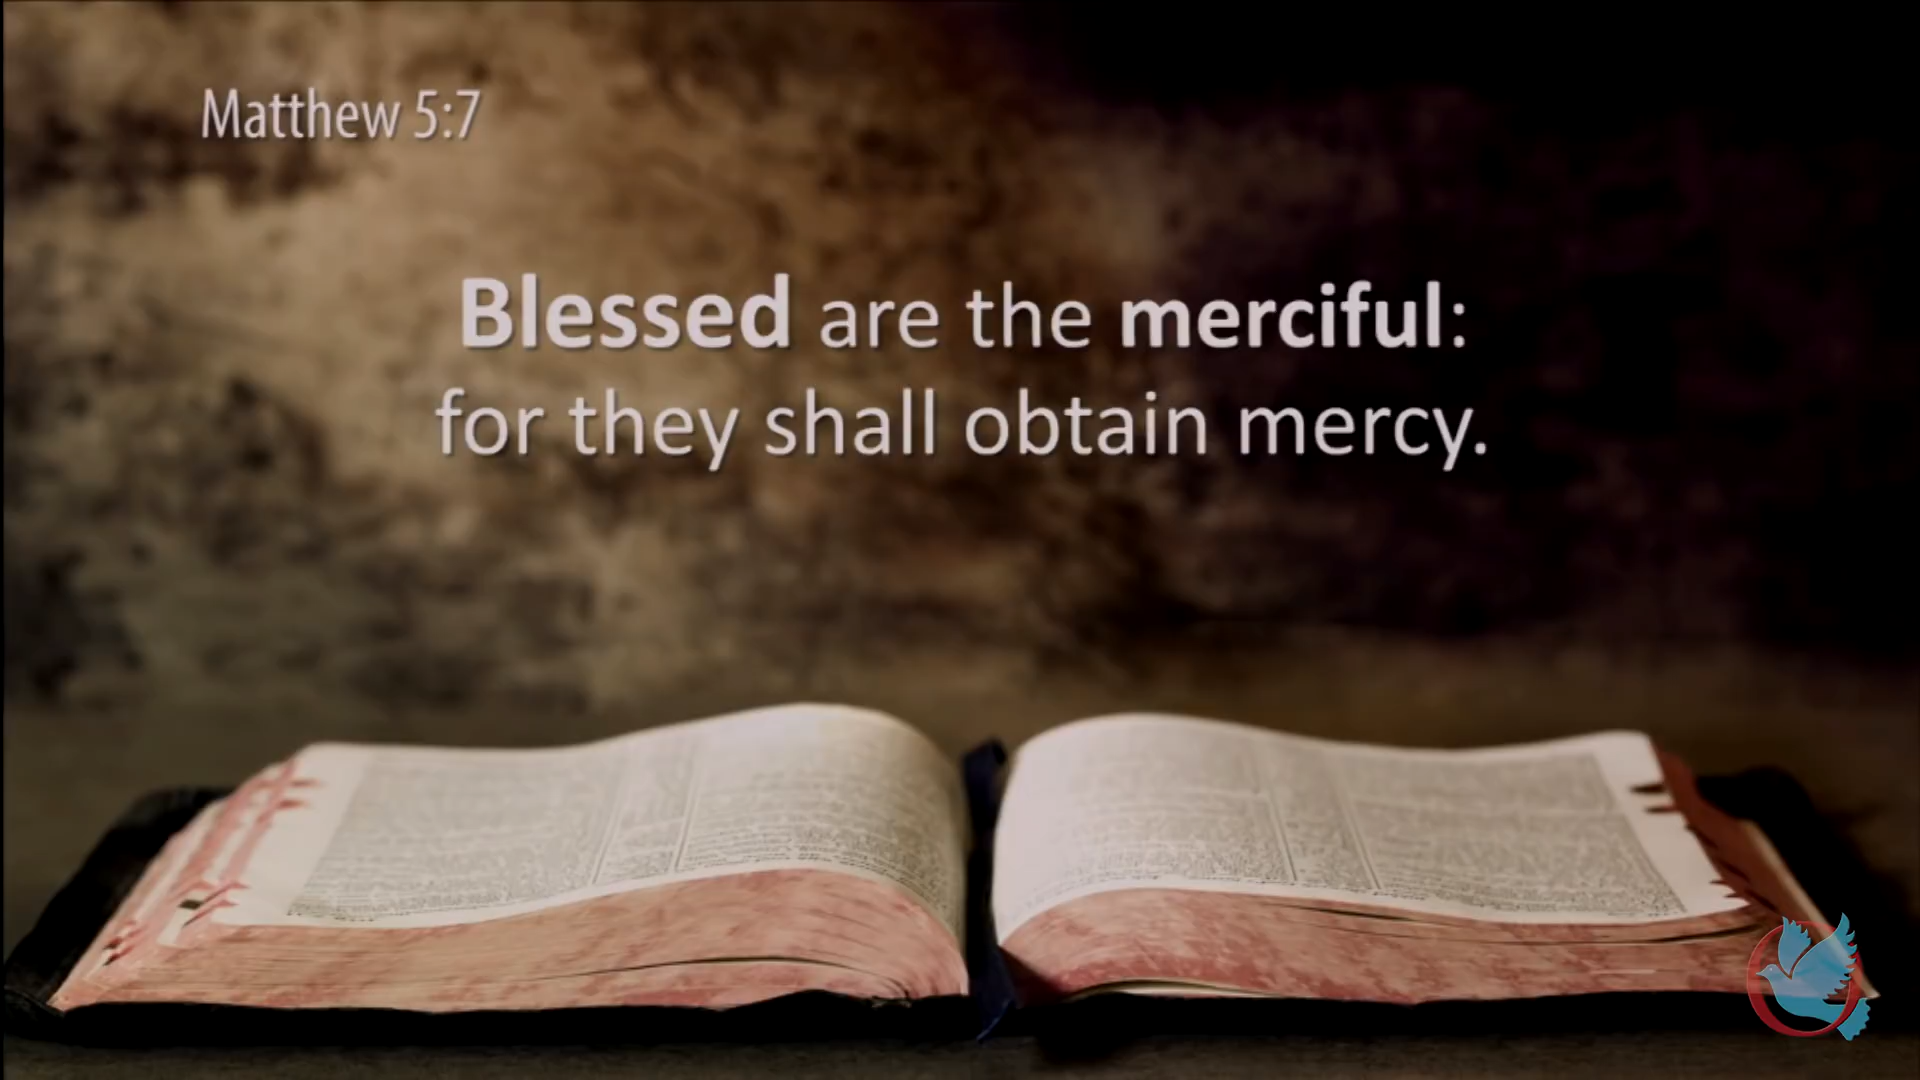 Matthew 5:7
Blessed are the merciful:
for they shall obtain mercy.